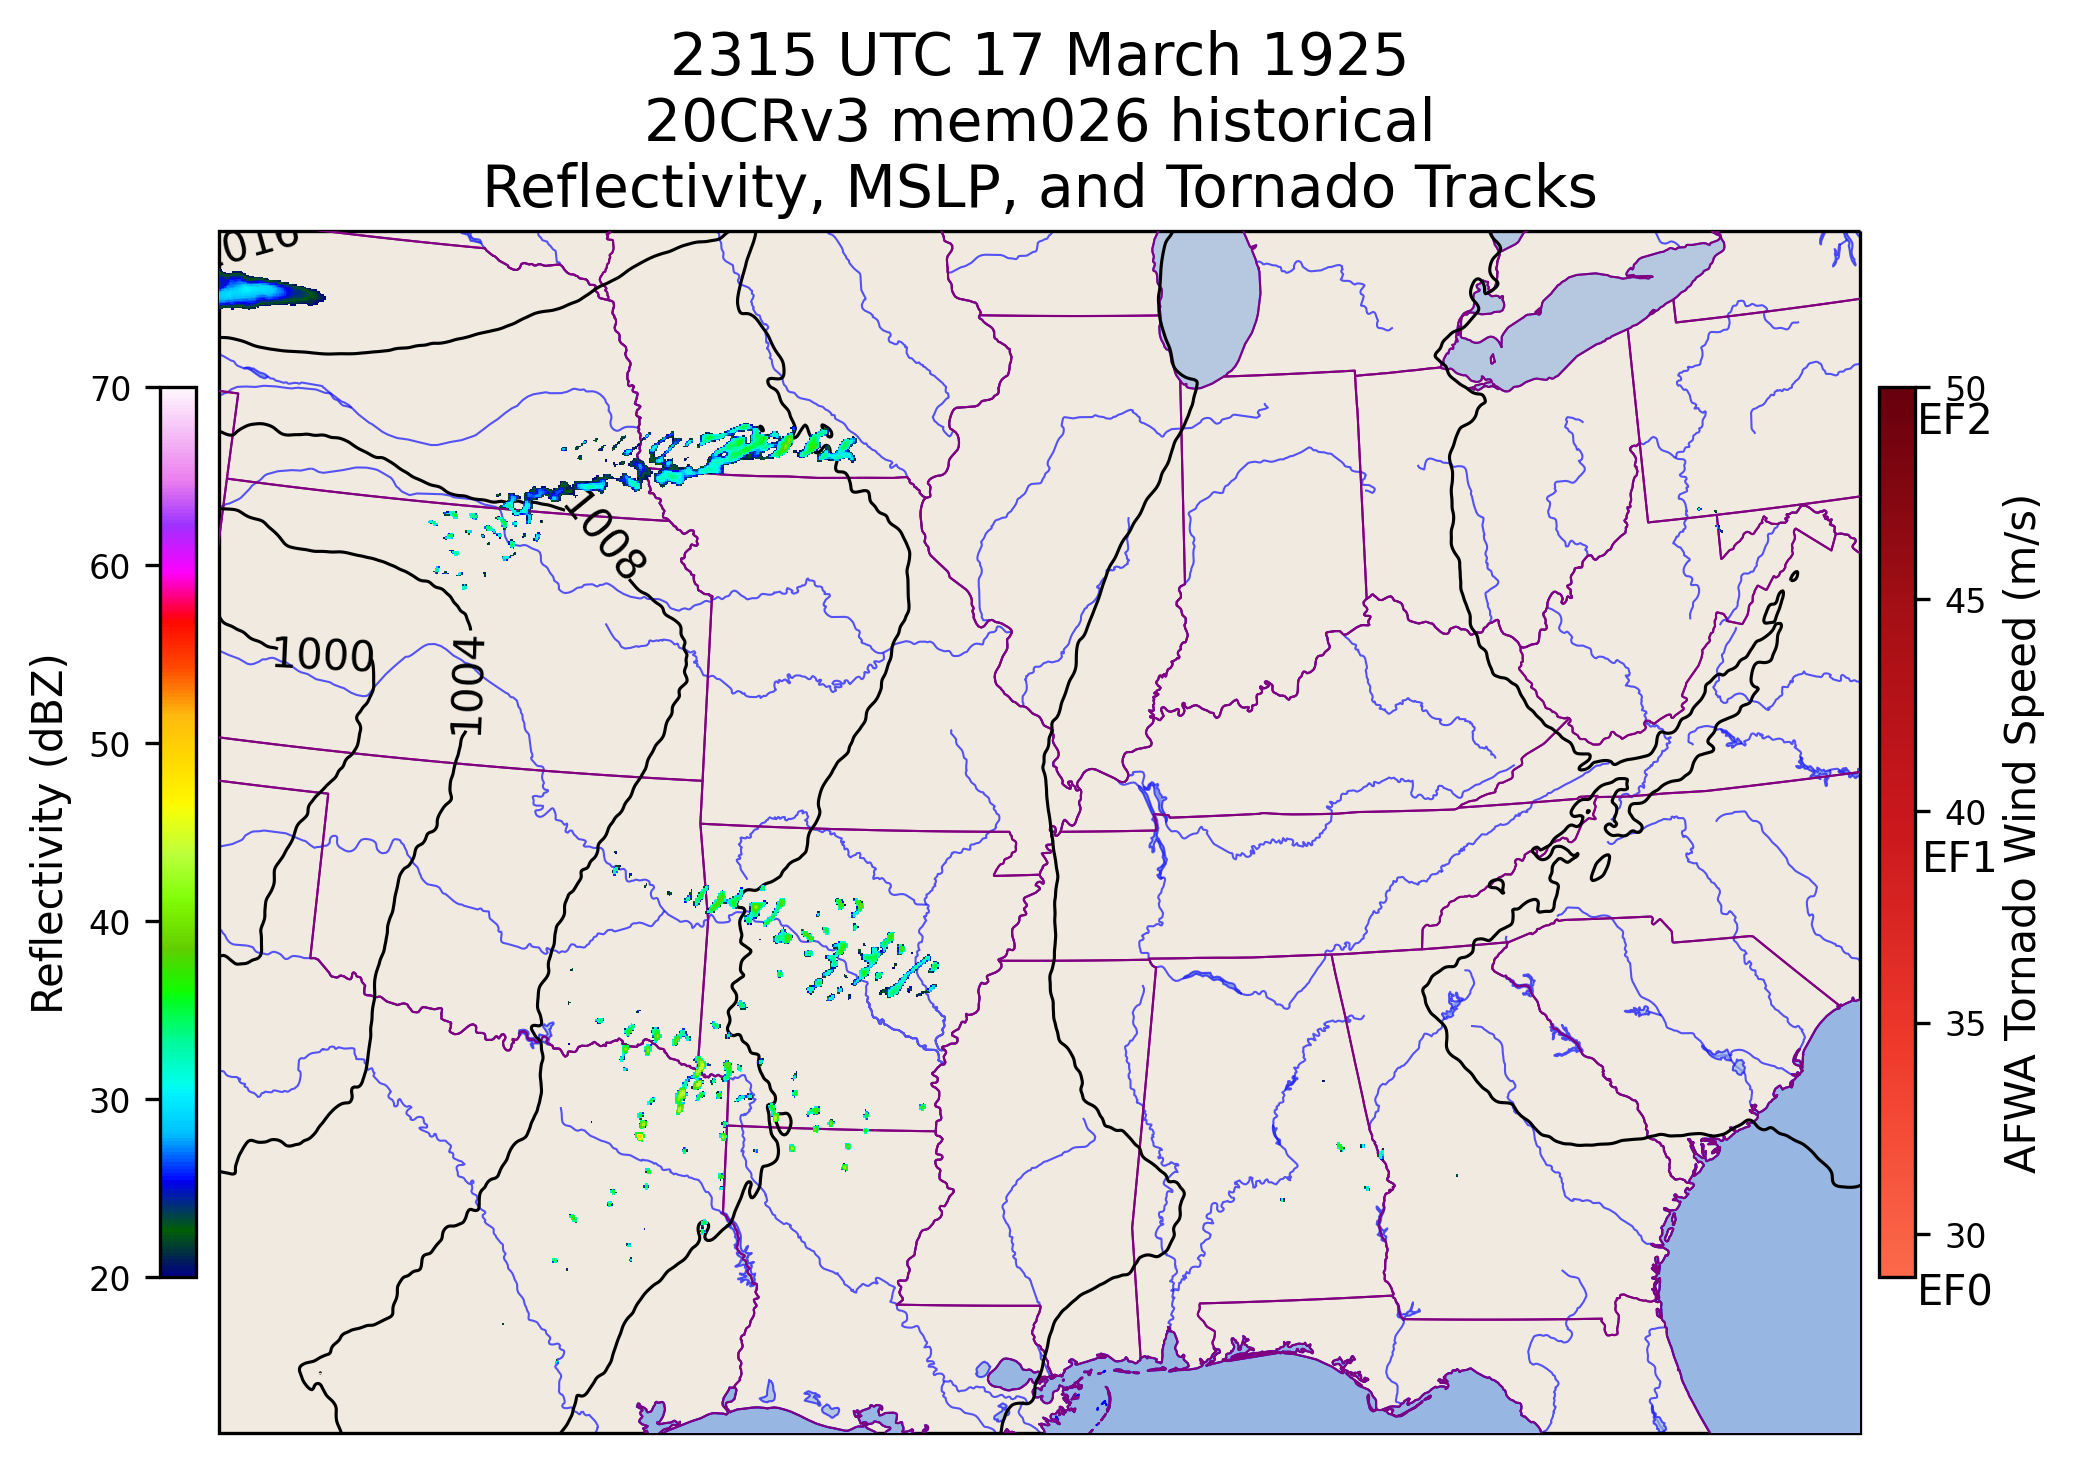 2315 UTC 17 March 1925
20CRv3 mem026 historical
Reflectivity, MSLP, and Tornado Tracks
016
1008
1000
1004
70
60
50
40
30
20
Reflectivity (dBZ)
50
EF2
45
40
EF1
35
30
EF0
AFWA Tornado Wind Speed (m/s)